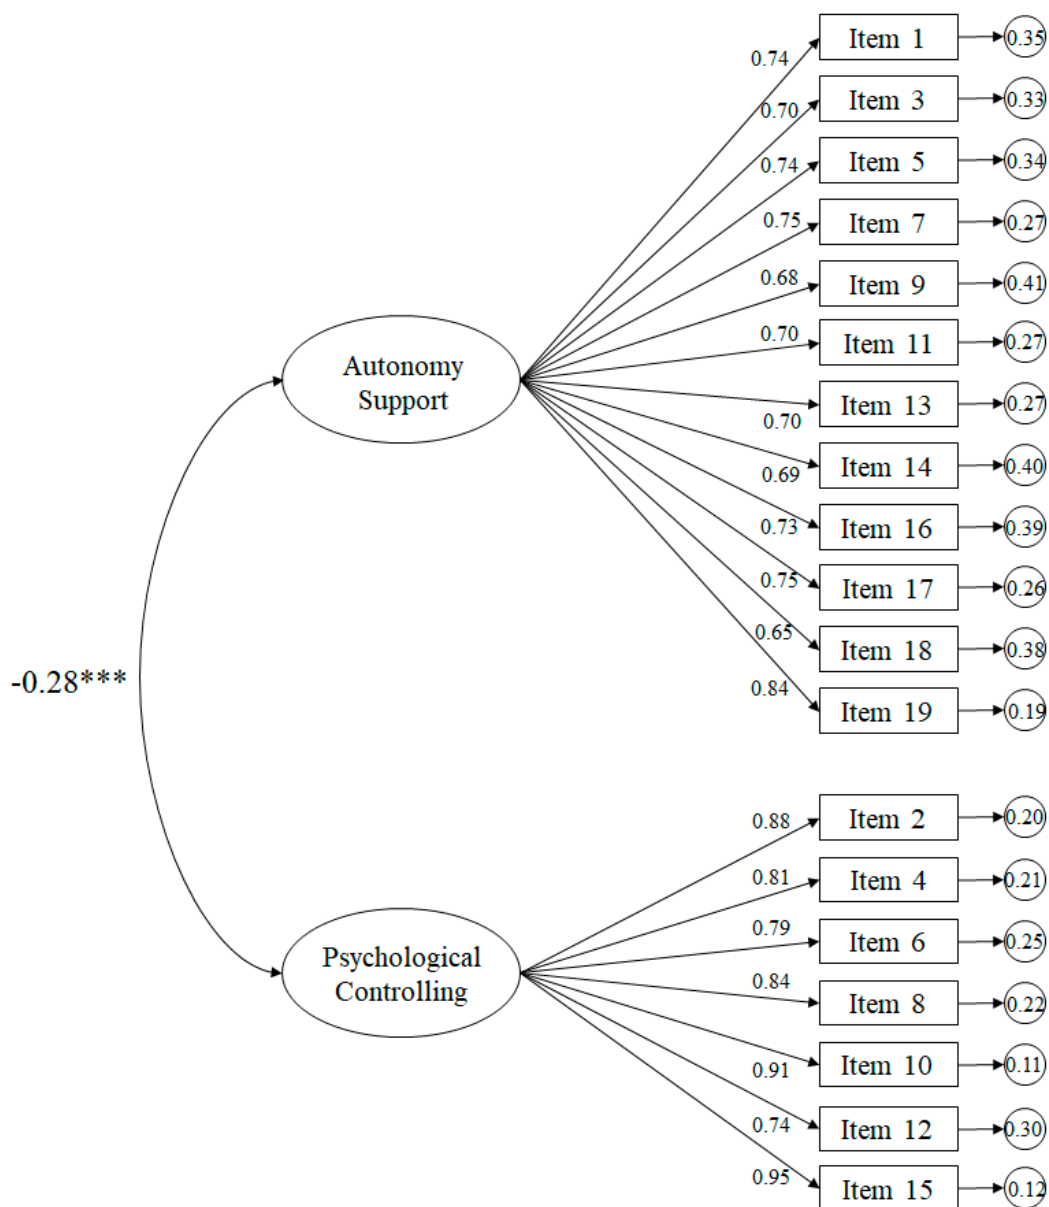 0.74 Item 1 0.35
0.70 Item 3 0.33
0.74 Item 5 0.34
0.75 Item 7 0.27
0.68 Item 9 0.41
0.70 Item 11 0.27
Autonomy
Support
0.70 Item 13 0.27
0.69 Item 14 0.40
0.73 Item 16 0.39
0.75 Item 17 0.26
0.65 Item 18 0.38
-0.28***
0.84 Item 19 0.19
0.88 Item 2 0.20
0.81 Item 4 0.21
0.79 Item 6 0.25
Psychological
Controlling
0.84 Item 8 0.22
0.91 Item 10 0.11
0.74 Item 12 0.30
0.95 Item 15 0.12